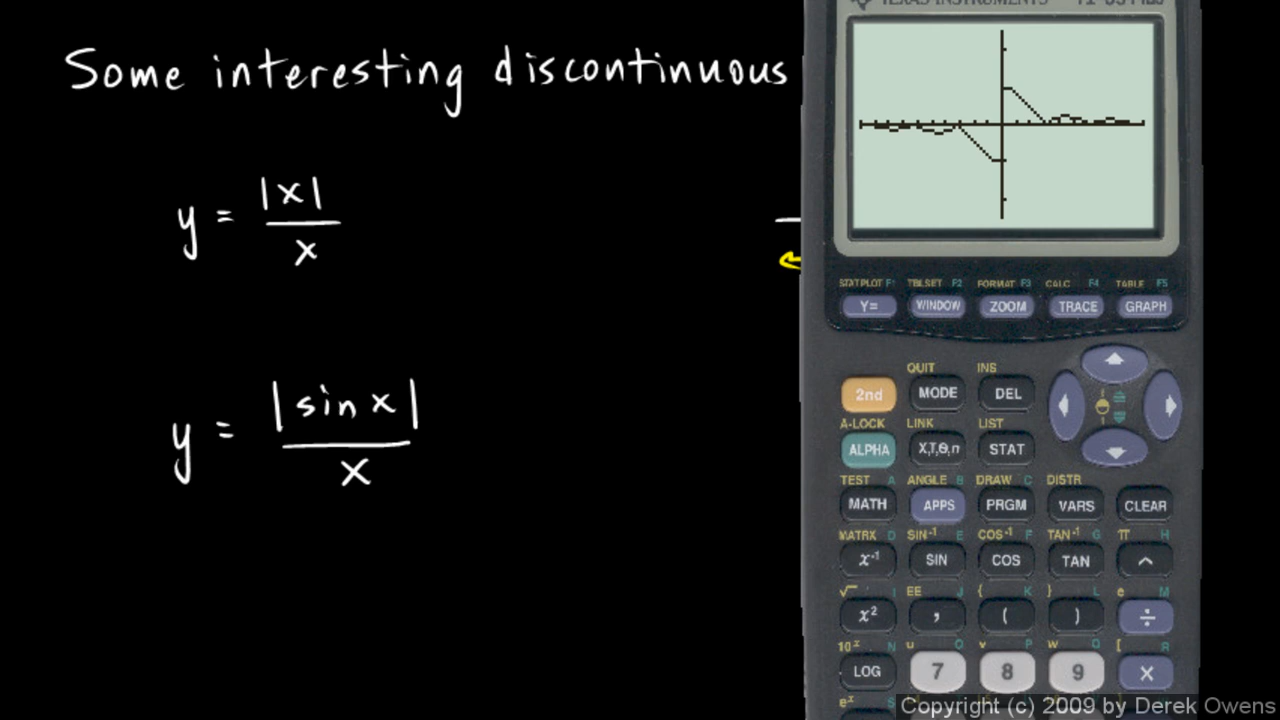 TEXAS INSTRUMENTS
Some interesting discontinuous
y = |x| / x
y = |sin x| / x
STAT PLOT F1 TBLSET F2 FORMAT F3 CALC F4 TABLE F5
Y= WINDOW ZOOM TRACE GRAPH
QUIT INS
2nd MODE DEL
A-LOCK LINK LIST
ALPHA X,T,Θ,n STAT
TEST A ANGLE B DRAW C DISTR
MATH APPS PRGM VARS CLEAR
MATRX D SIN-1 E COS-1 F TAN-1 G π H
x-1 SIN COS TAN ^
√ I EE J { K } L e M
x² , ( ) ÷
10ˣ N u O v P w Q [ R
LOG 7 8 9 ×
eˣ S
Copyright (c) 2009 by Derek Owens